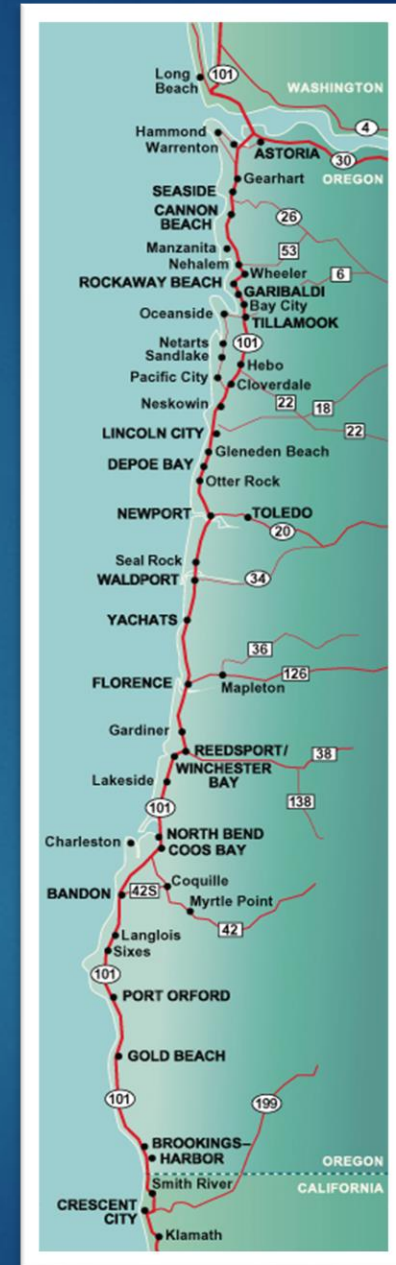 Long
Beach
101
WASHINGTON
4
Hammond
Warrenton
ASTORIA
30
OREGON
Gearhart
SEASIDE
CANNON
BEACH
26
Manzanita
53
Nehalem
Wheeler
6
ROCKAWAY BEACH
GARIBALDI
Bay City
Oceanside
TILLAMOOK
Netarts
101
Sandlake
Hebo
Pacific City
Cloverdale
Neskowin
22
18
LINCOLN CITY
22
Gleneden Beach
DEPOE BAY
Otter Rock
NEWPORT
TOLEDO
20
Seal Rock
WALDPORT
34
YACHATS
36
126
FLORENCE
Mapleton
Gardiner
REEDSPORT/
WINCHESTER
BAY
38
Lakeside
138
101
NORTH BEND
Charleston
COOS BAY
Coquille
BANDON
42S
Myrtle Point
42
Langlois
Sixes
101
PORT ORFORD
GOLD BEACH
101
199
BROOKINGS–
HARBOR
OREGON
Smith River
CALIFORNIA
CRESCENT
CITY
Klamath